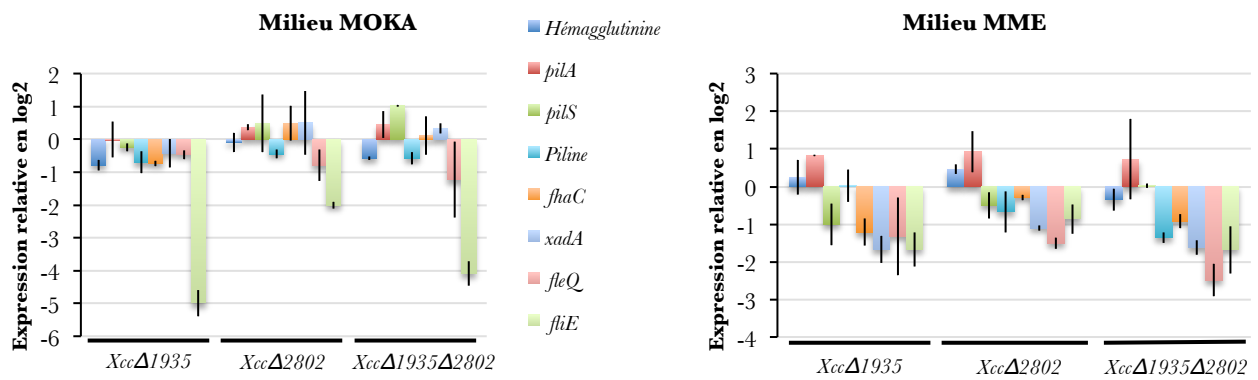 Milieu MOKA
Expression relative en log2
2
1
0
-1
-2
-3
-4
-5
-6
XccΔ1935
XccΔ2802
XccΔ1935Δ2802
Hémagglutinine
pilA
pilS
Piline
fhaC
xadA
fleQ
fliE
Milieu MME
Expression relative en log2
3
2
1
0
-1
-2
-3
-4
XccΔ1935
XccΔ2802
XccΔ1935Δ2802